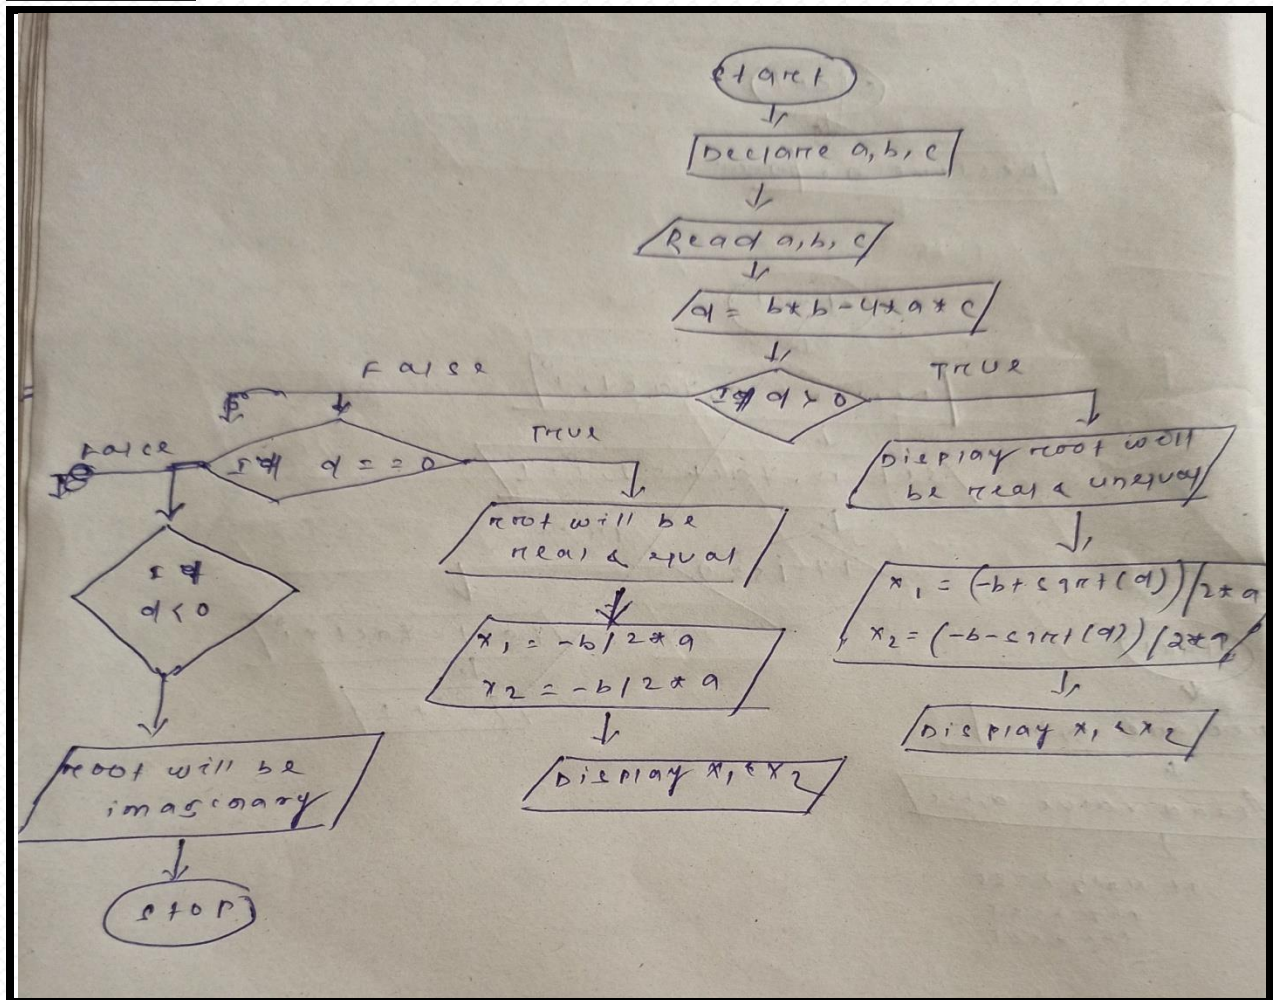 start
Declare a, b, c
Read a, b, c
d = b*b-4*a*c
False
If d > 0
True
False
If d == 0
True
Display root will
be real & unequal
root will be
real & equal
If
d<0
x1 = (-b+sqrt(d))/2*a
x2 = (-b-sqrt(d))/2*a
x1 = -b/2*a
x2 = -b/2*a
Display x1 & x2
Display x1 & x2
root will be
imaginary
stop